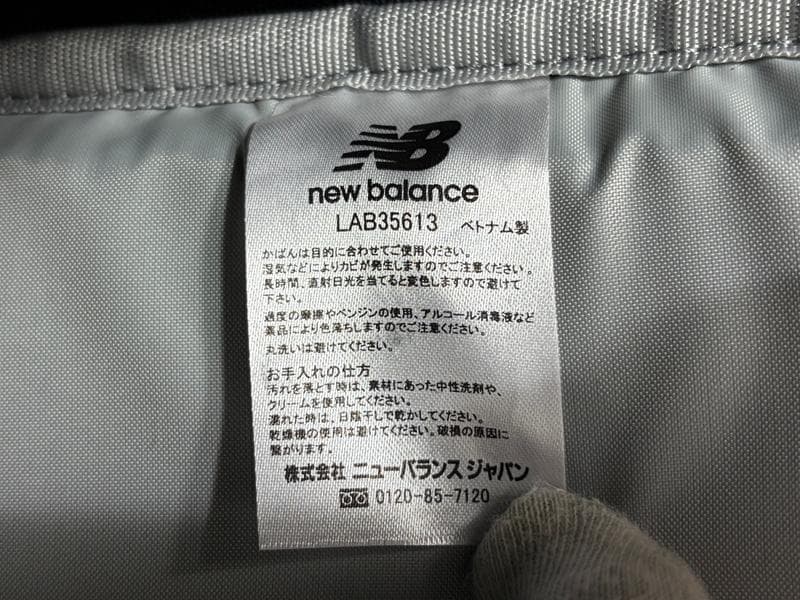 NB
new balance
LAB35613 ベトナム製
かばんは目的に合わせてご使用ください。
湿気などによりカビが発生しますのでご注意ください。
長時間、直射日光を当てると変色しますので避けて
下さい。
過度の摩擦やベンジンの使用、アルコール消毒液など
薬品により色落ちしますのでご注意ください。
丸洗いは避けてください。
お手入れの仕方
汚れを落とす時は、素材にあった中性洗剤や、
クリームを使用してください。
濡れた時は、日陰干しで乾かしてください。
乾燥機の使用は避けてください。破損の原因に
繋がります。
株式会社 ニューバランス ジャパン
0120-85-7120